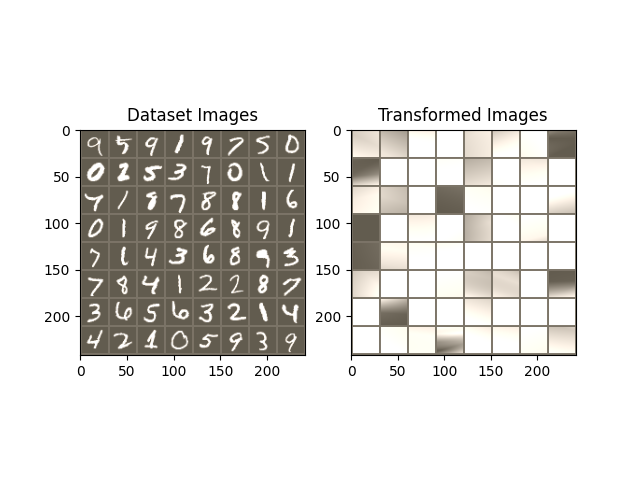 Dataset Images
Transformed Images
0
50
100
150
200
0 50 100 150 200
0
50
100
150
200
0 50 100 150 200
9 5 9 1 9 7 5 0
0 2 5 3 7 0 1 1
7 1 8 7 8 8 1 6
0 1 9 8 6 8 9 1
7 1 4 3 6 8 9 3
7 8 4 1 2 2 8 7
3 6 5 6 3 2 1 4
4 2 1 0 5 9 3 9